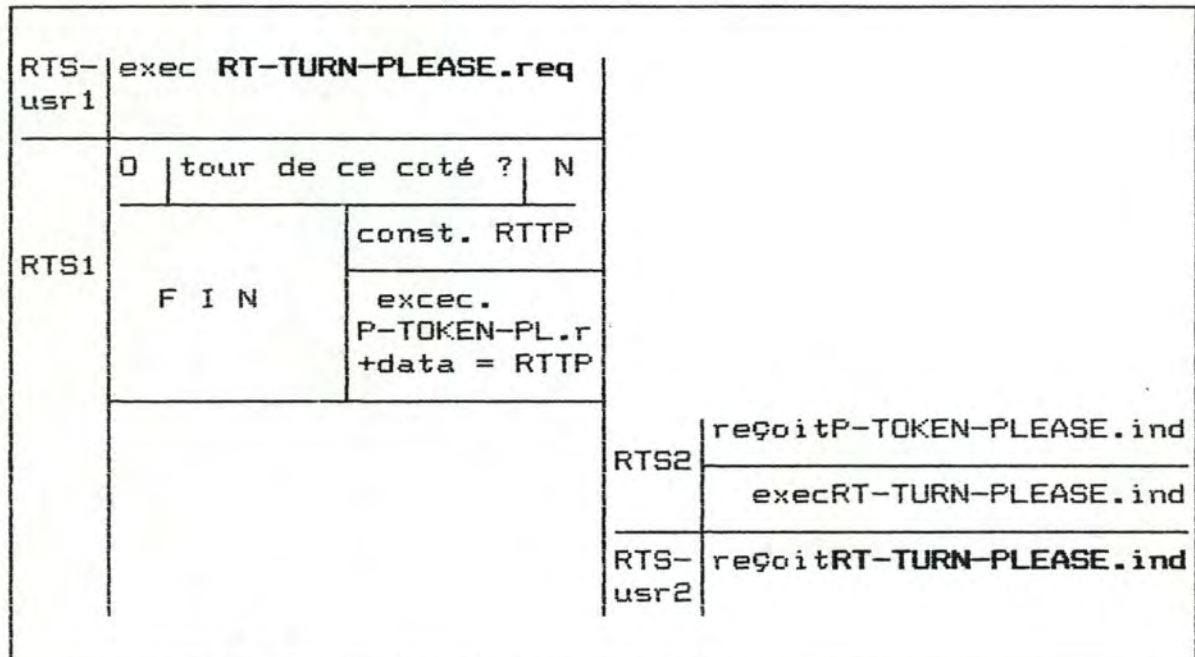 RTS- exec RT-TURN-PLEASE.req
usr1
O tour de ce coté ? N
const. RTTP
RTS1
F I N excec.
P-TOKEN-PL.r
+data = RTTP
reçoitP-TOKEN-PLEASE.ind
RTS2
execRT-TURN-PLEASE.ind
RTS- reçoitRT-TURN-PLEASE.ind
usr2